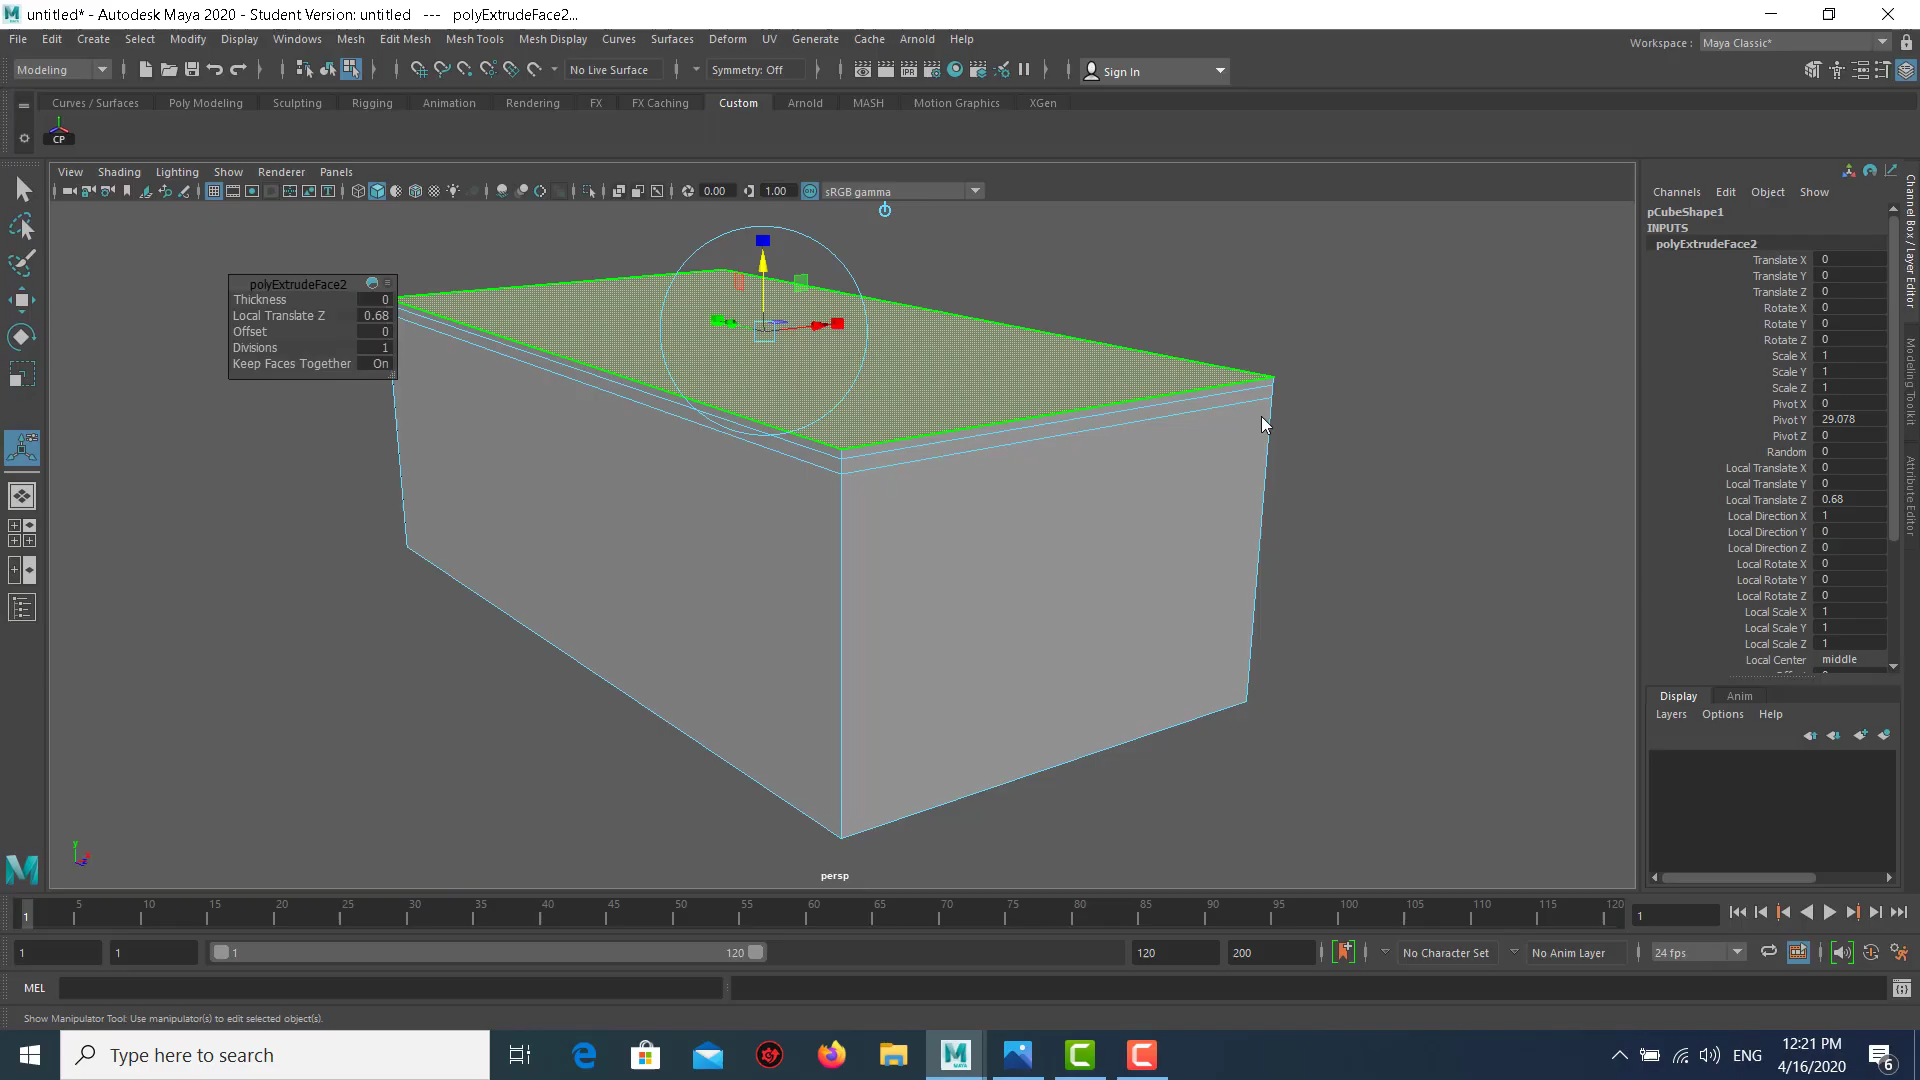 untitled* - Autodesk Maya 2020 - Student Version: untitled --- polyExtrudeFace2...
File Edit Create Select Modify Display Windows Mesh Edit Mesh Mesh Tools Mesh Display Curves Surfaces Deform UV Generate Cache Arnold Help
Workspace : Maya Classic*
Modeling No Live Surface Symmetry: Off IPR Sign In
Curves / Surfaces Poly Modeling Sculpting Rigging Animation Rendering FX FX Caching Custom Arnold MASH Motion Graphics XGen
CP
View Shading Lighting Show Renderer Panels
0.00 1.00 ON sRGB gamma
polyExtrudeFace2
Thickness 0
Local Translate Z 0.68
Offset 0
Divisions 1
Keep Faces Together On
persp
y
Channels Edit Object Show
pCubeShape1
INPUTS
polyExtrudeFace2
Translate X 0
Translate Y 0
Translate Z 0
Rotate X 0
Rotate Y 0
Rotate Z 0
Scale X 1
Scale Y 1
Scale Z 1
Pivot X 0
Pivot Y 29.078
Pivot Z 0
Random 0
Local Translate X 0
Local Translate Y 0
Local Translate Z 0.68
Local Direction X 1
Local Direction Y 0
Local Direction Z 0
Local Rotate X 0
Local Rotate Y 0
Local Rotate Z 0
Local Scale X 1
Local Scale Y 1
Local Scale Z 1
Local Center middle
Channel Box / Layer Editor
Modeling Toolkit
Attribute Editor
Display Anim
Layers Options Help
1 5 10 15 20 25 30 35 40 45 50 55 60 65 70 75 80 85 90 95 100 105 110 115 120 1
1 1 1 120 120 200 No Character Set No Anim Layer 24 fps
MEL
Show Manipulator Tool: Use manipulator(s) to edit selected object(s).
Type here to search
ENG 12:21 PM
4/16/2020 6